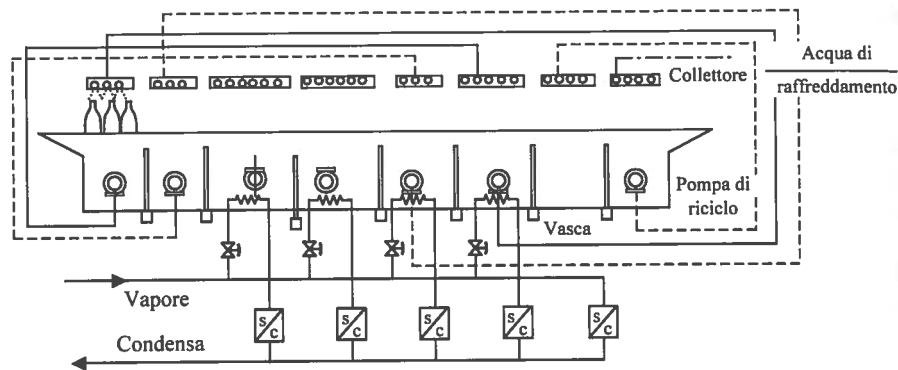 Acqua di
raffreddamento
Collettore
Pompa di
riciclo
Vasca
Vapore
S/C S/C S/C S/C S/C
Condensa